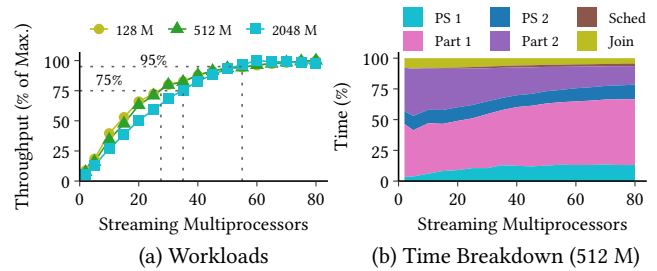 128 M 512 M 2048 M
Throughput (% of Max.)
100
75
50
25
0
95%
75%
0 20 40 60 80
Streaming Multiprocessors
(a) Workloads
PS 1 PS 2 Sched
Part 1 Part 2 Join
Time (%)
100
75
50
25
0
0 20 40 60 80
Streaming Multiprocessors
(b) Time Breakdown (512 M)